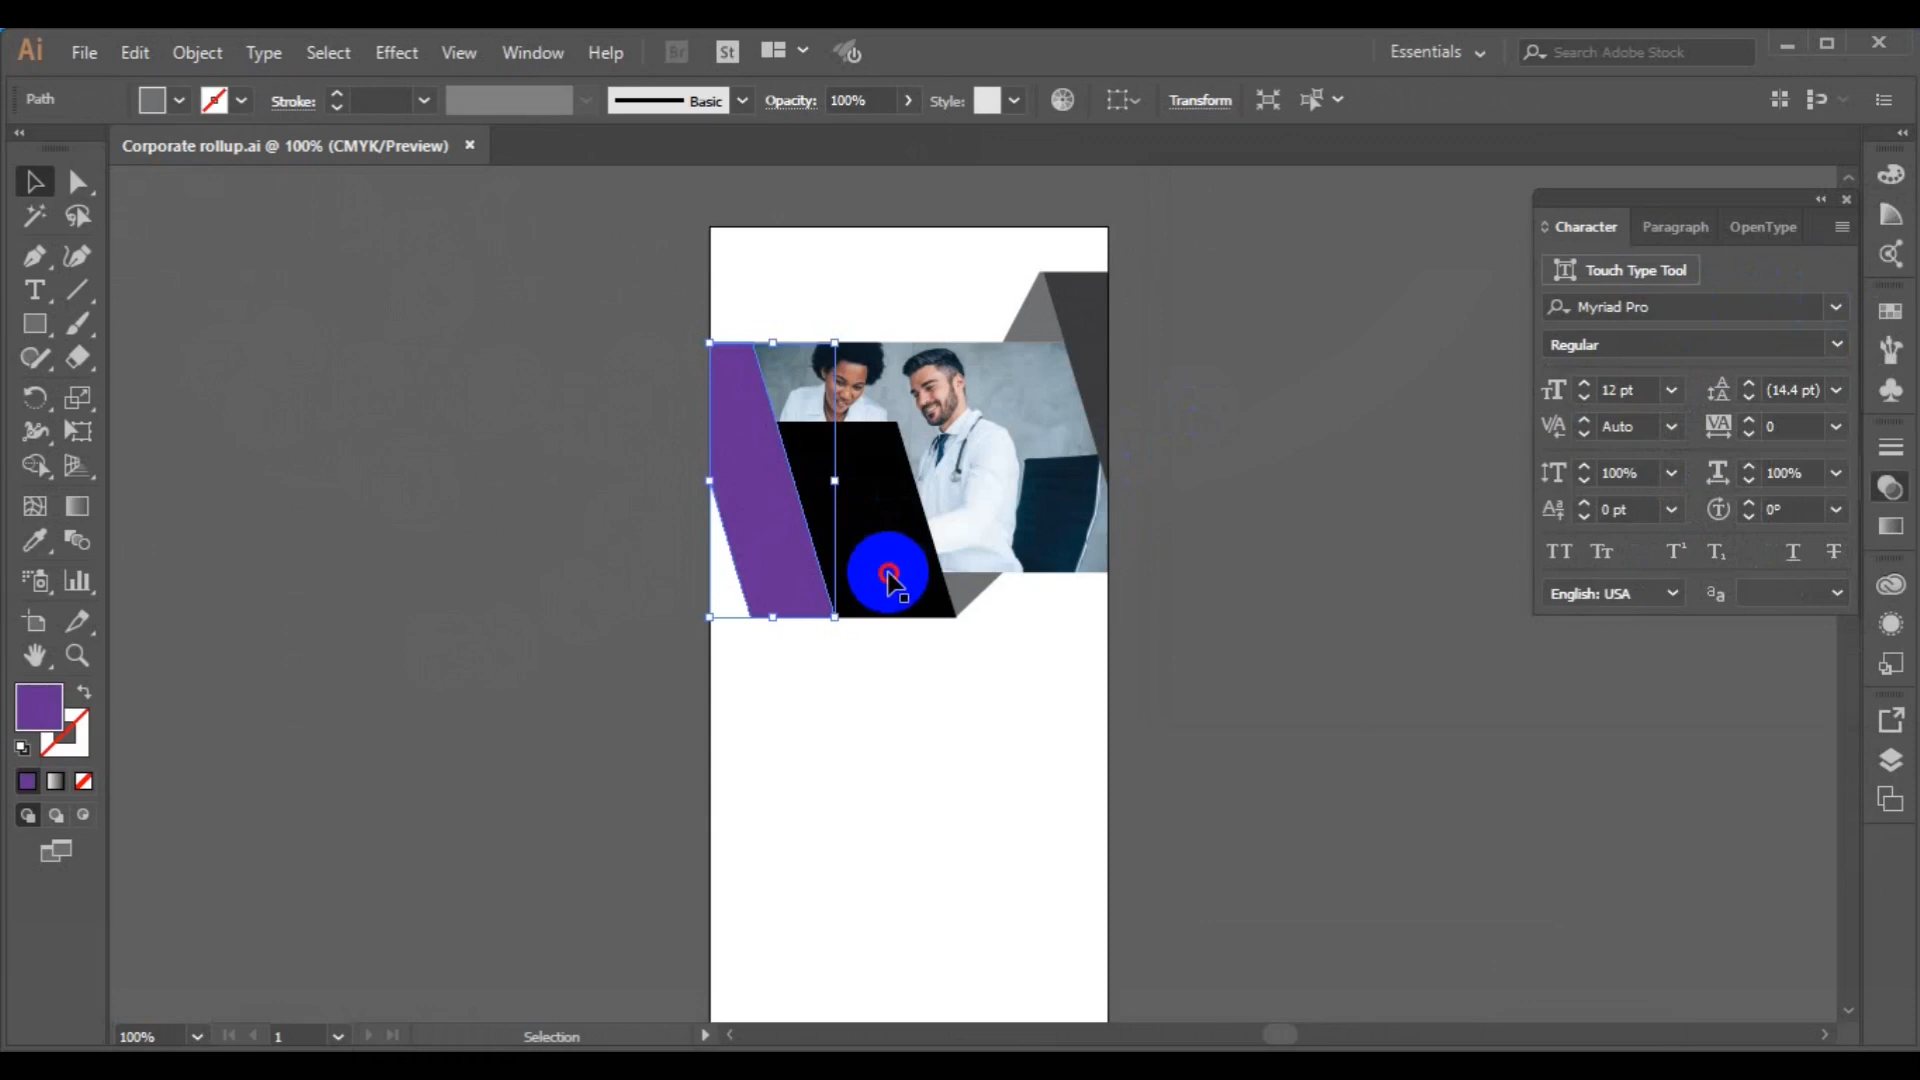 Ai File Edit Object Type Select Effect View Window Help Br St Essentials Search Adobe Stock
Path Stroke: Basic Opacity: 100% Style: Transform
Corporate rollup.ai @ 100% (CMYK/Preview)
Character Paragraph OpenType
Touch Type Tool
Myriad Pro
Regular
12 pt (14.4 pt)
Auto 0
100% 100%
0 pt 0°
English: USA
100% 1 Selection